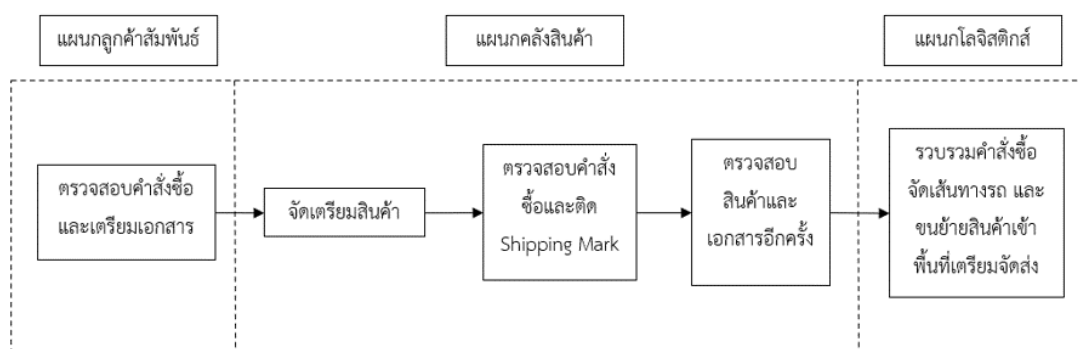 แผนกลูกค้าสัมพันธ์
แผนกคลังสินค้า
แผนกโลจิสติกส์
ตรวจสอบคำสั่งซื้อ
และเตรียมเอกสาร
จัดเตรียมสินค้า
ตรวจสอบคำสั่ง
ซื้อและติด
Shipping Mark
ตรวจสอบ
สินค้าและ
เอกสารอีกครั้ง
รวบรวมคำสั่งซื้อ
จัดเส้นทางรถ และ
ขนย้ายสินค้าเข้า
พื้นที่เตรียมจัดส่ง